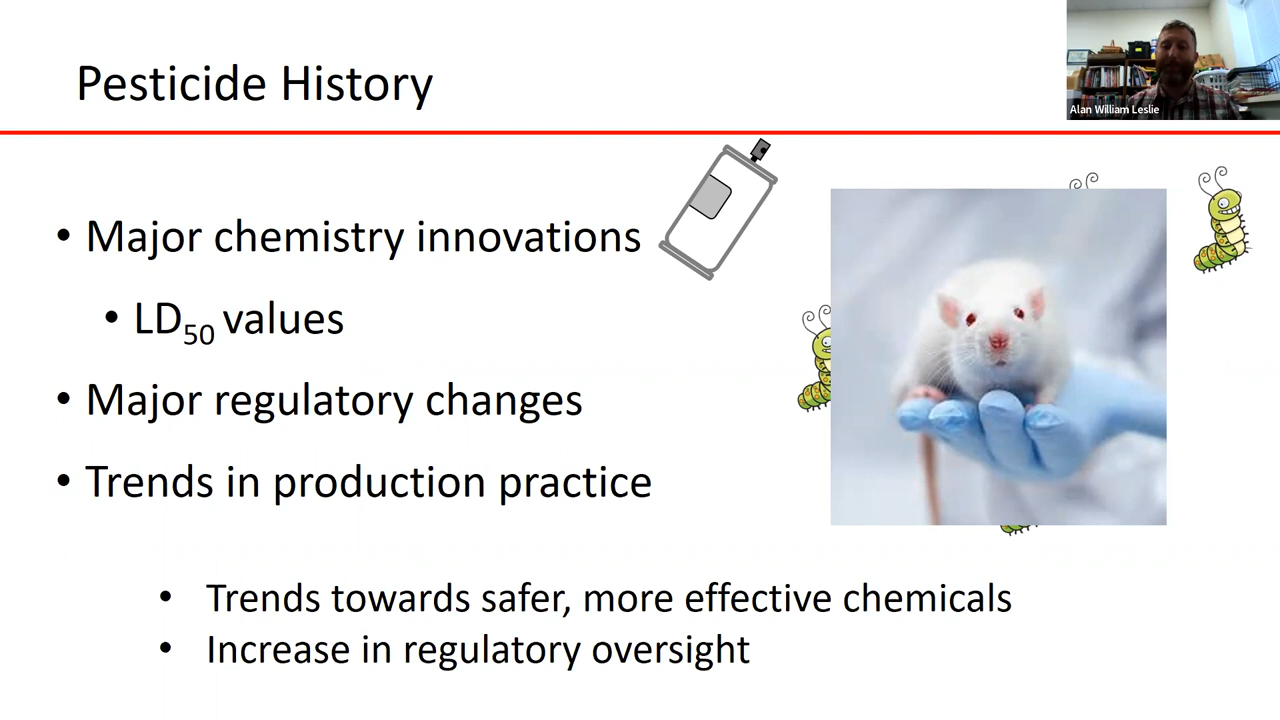 Pesticide History
Alan William Leslie
• Major chemistry innovations
• LD50 values
• Major regulatory changes
• Trends in production practice
• Trends towards safer, more effective chemicals
• Increase in regulatory oversight